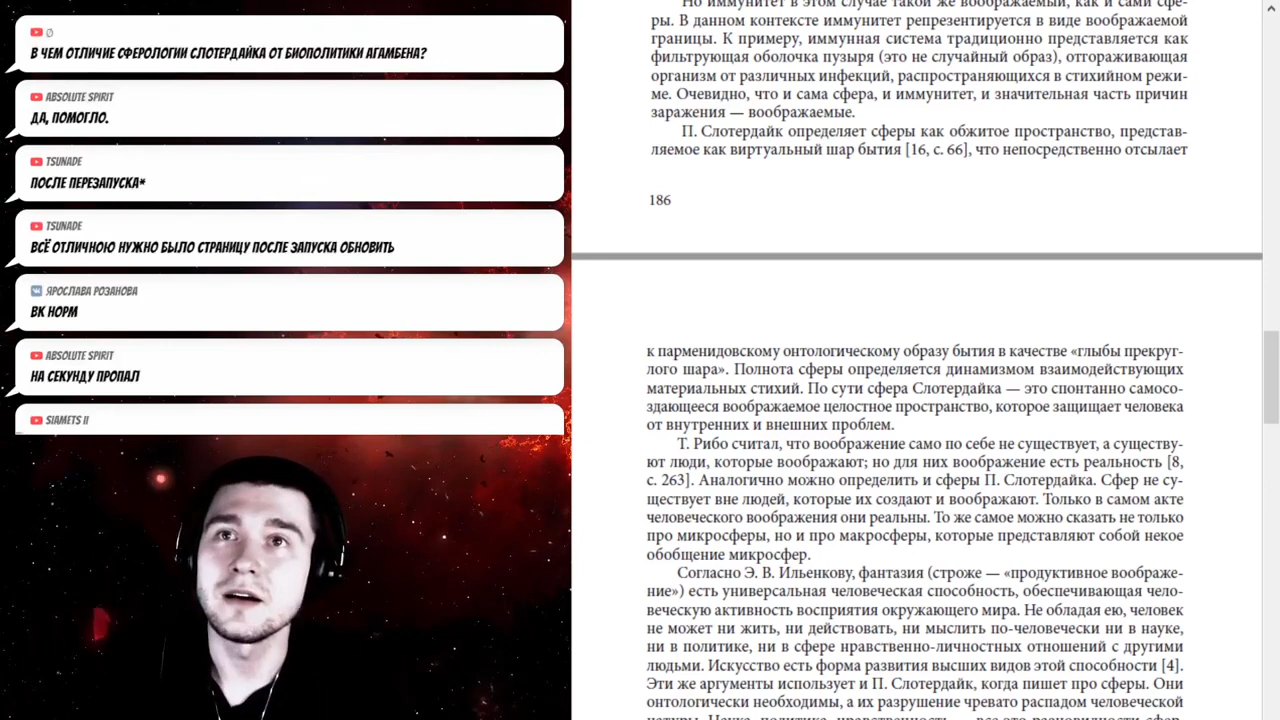 Ø
В ЧЕМ ОТЛИЧИЕ СФЕРОЛОГИИ СЛОТЕРДАЙКА ОТ БИОПОЛИТИКИ АГАМБЕНА?
ABSOLUTE SPIRIT
ДА, ПОМОГЛО.
TSUNADE
ПОСЛЕ ПЕРЕЗАПУСКА*
TSUNADE
ВСЁ ОТЛИЧНОЮ НУЖНО БЫЛО СТРАНИЦУ ПОСЛЕ ЗАПУСКА ОБНОВИТЬ
ЯРОСЛАВА РОЗАНОВА
ВК НОРМ
ABSOLUTE SPIRIT
НА СЕКУНДУ ПРОПАЛ
SIAMETS II
Но иммунитет в этом случае такой же воображаемый, как и сами сфе-
ры. В данном контексте иммунитет репрезентируется в виде воображаемой
границы. К примеру, иммунная система традиционно представляется как
фильтрующая оболочка пузыря (это не случайный образ), отгораживающая
организм от различных инфекций, распространяющихся в стихийном режи-
ме. Очевидно, что и сама сфера, и иммунитет, и значительная часть причин
заражения — воображаемые.
П. Слотердайк определяет сферы как обжитое пространство, представ-
ляемое как виртуальный шар бытия [16, с. 66], что непосредственно отсылает
186
к парменидовскому онтологическому образу бытия в качестве «глыбы прекруг-
лого шара». Полнота сферы определяется динамизмом взаимодействующих
материальных стихий. По сути сфера Слотердайка — это спонтанно самосо-
здающееся воображаемое целостное пространство, которое защищает человека
от внутренних и внешних проблем.
Т. Рибо считал, что воображение само по себе не существует, а существу-
ют люди, которые воображают; но для них воображение есть реальность [8,
с. 263]. Аналогично можно определить и сферы П. Слотердайка. Сфер не су-
ществует вне людей, которые их создают и воображают. Только в самом акте
человеческого воображения они реальны. То же самое можно сказать не только
про микросферы, но и про макросферы, которые представляют собой некое
обобщение микросфер.
Согласно Э. В. Ильенкову, фантазия (строже — «продуктивное воображе-
ние») есть универсальная человеческая способность, обеспечивающая чело-
веческую активность восприятия окружающего мира. Не обладая ею, человек
не может ни жить, ни действовать, ни мыслить по-человечески ни в науке,
ни в политике, ни в сфере нравственно-личностных отношений с другими
людьми. Искусство есть форма развития высших видов этой способности [4].
Эти же аргументы использует и П. Слотердайк, когда пишет про сферы. Они
онтологически необходимы, а их разрушение чревато распадом человеческой
натуры. Наука, политика, нравственность — все это разновидности сфер,